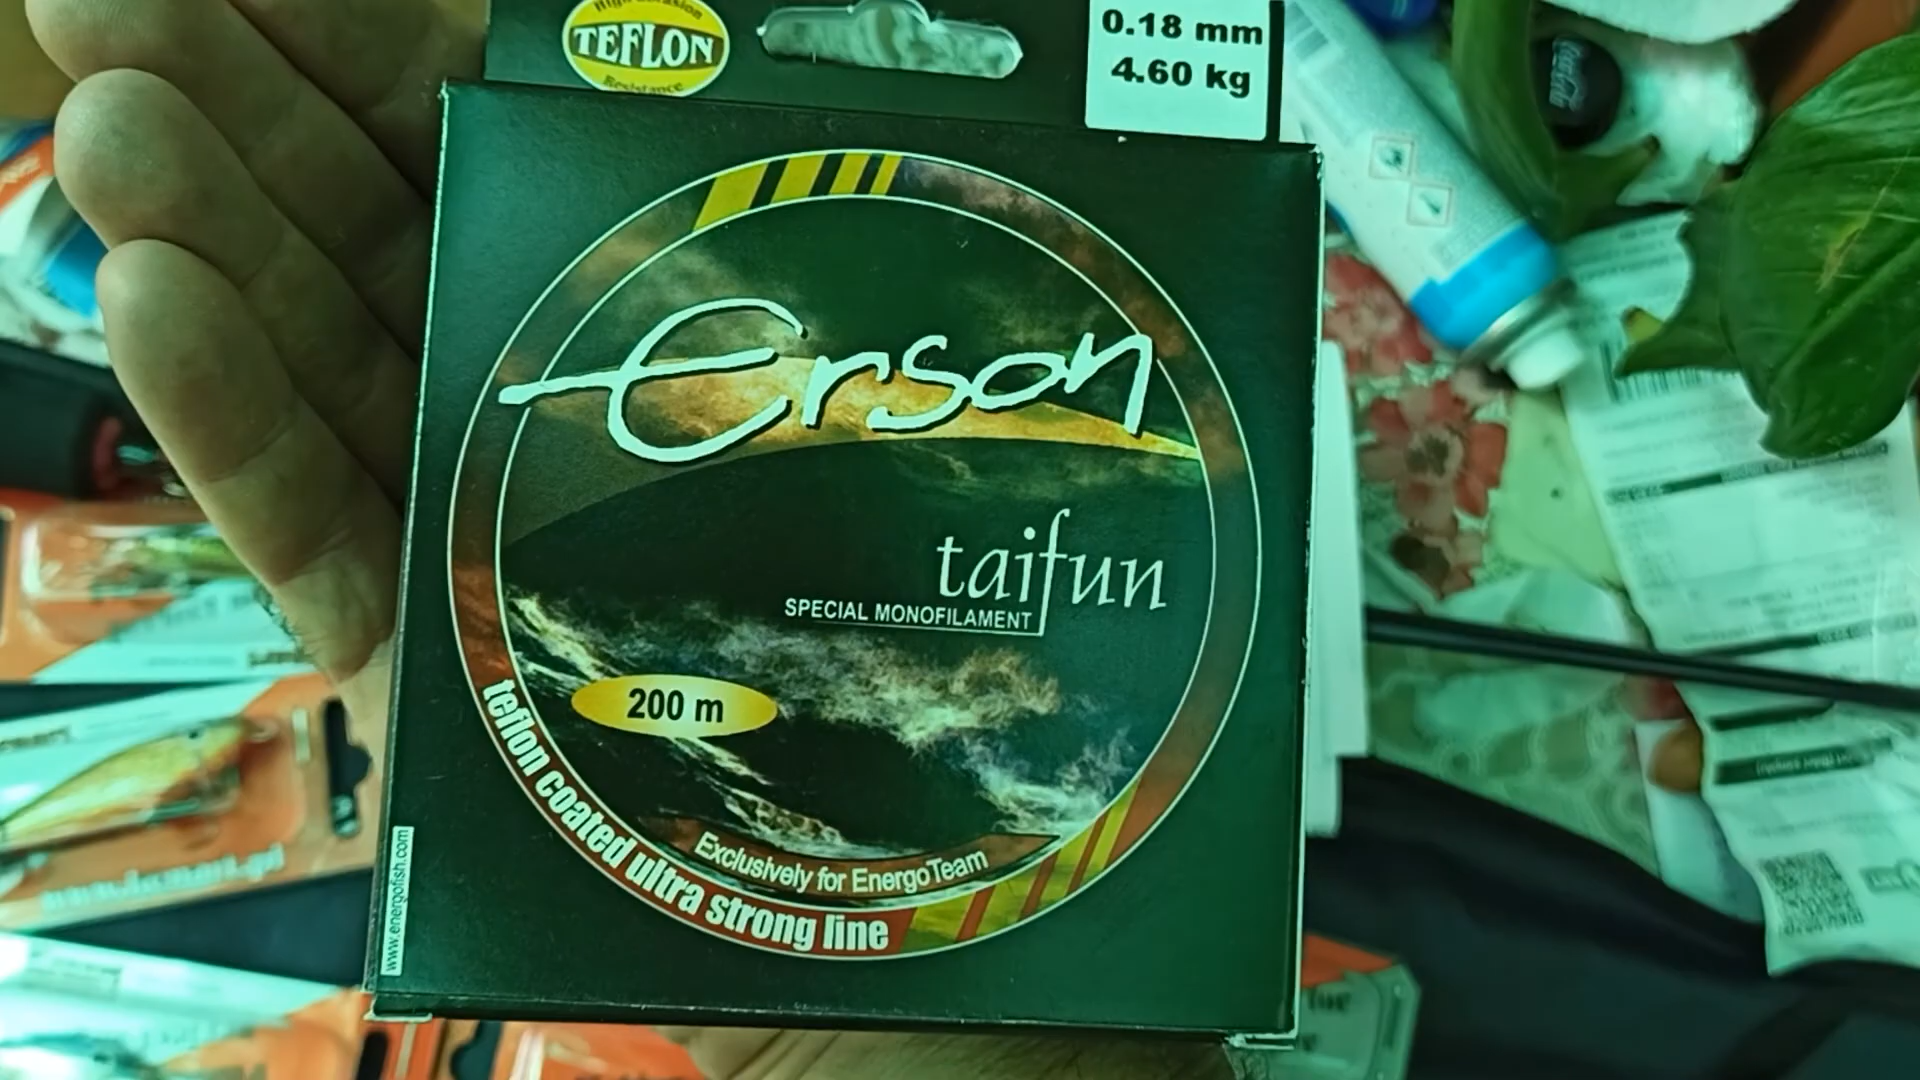 High Abrasion
TEFLON
Resistance
0.18 mm
4.60 kg
Erson
taifun
SPECIAL MONOFILAMENT
200 m
Exclusively for EnergoTeam
teflon coated ultra strong line
www.energofish.com